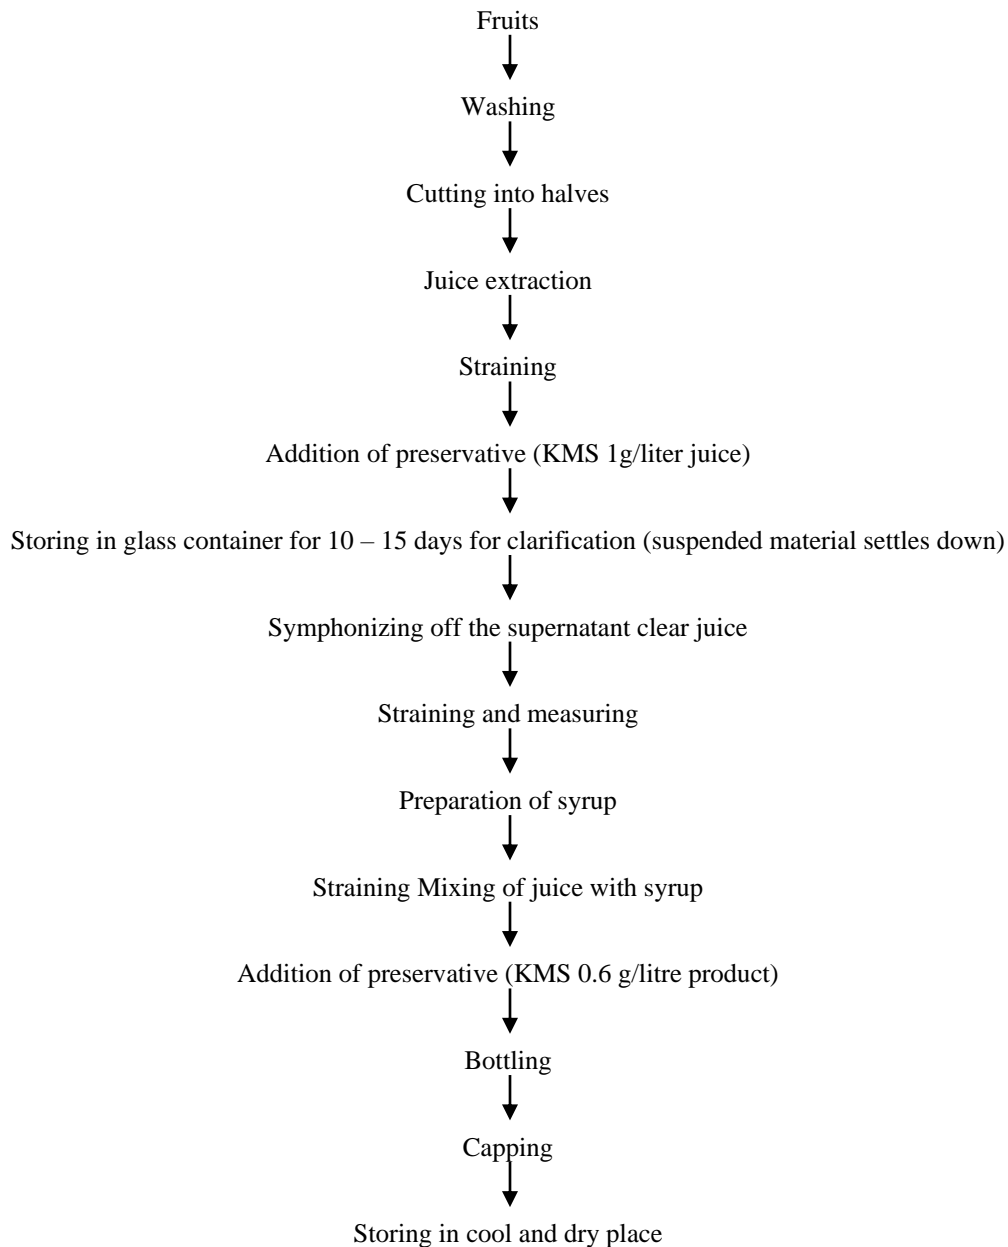 Fruits
Washing
Cutting into halves
Juice extraction
Straining
Addition of preservative (KMS 1g/liter juice)
Storing in glass container for 10 – 15 days for clarification (suspended material settles down)
Symphonizing off the supernatant clear juice
Straining and measuring
Preparation of syrup
Straining Mixing of juice with syrup
Addition of preservative (KMS 0.6 g/litre product)
Bottling
Capping
Storing in cool and dry place